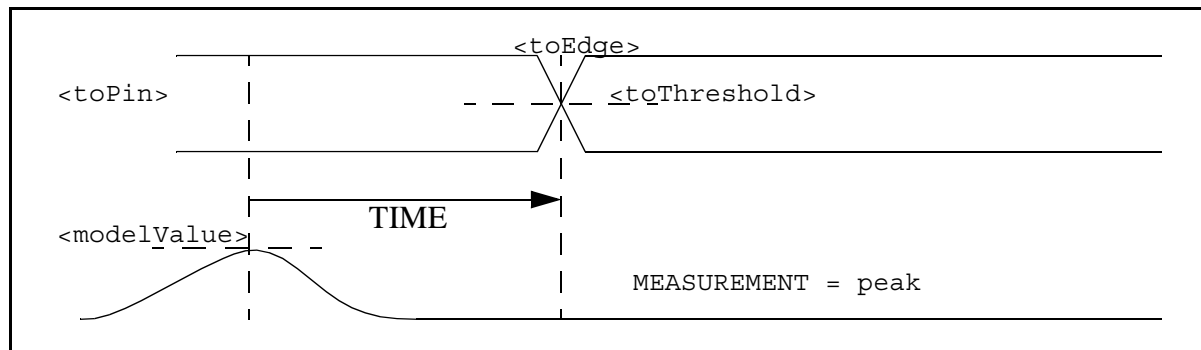 <toEdge>
<toPin>
<toThreshold>
TIME
<modelValue>
MEASUREMENT = peak